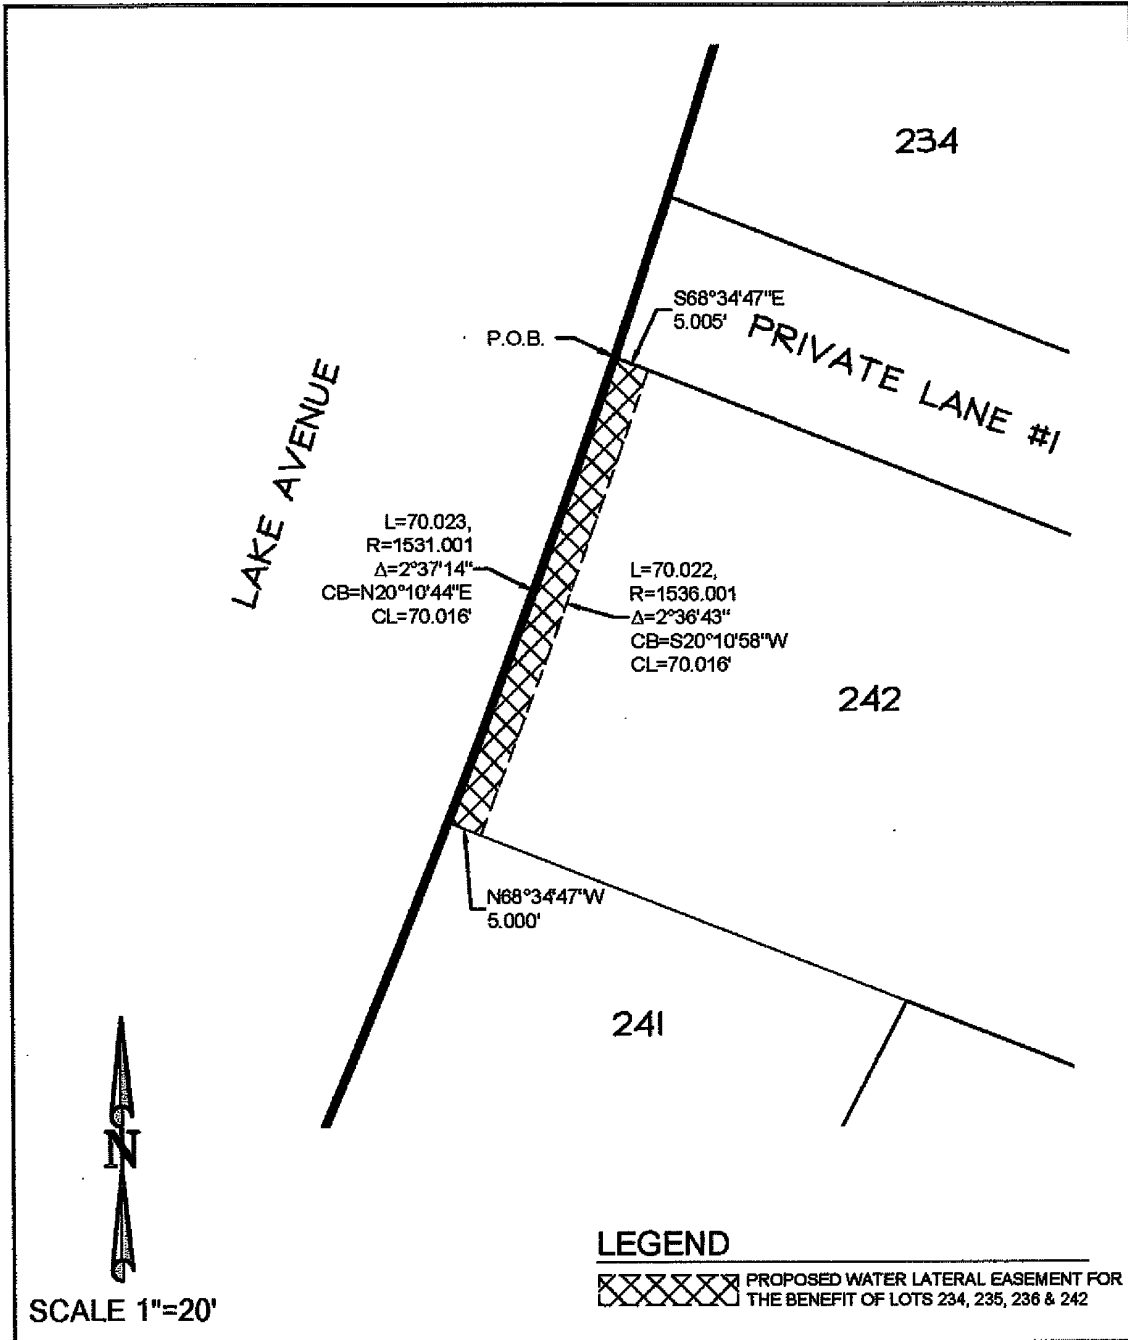 234
S68°34'47"E
5.005'
P.O.B.
PRIVATE LANE #1
LAKE AVENUE
L=70.023,
R=1531.001
Δ=2°37'14"
CB=N20°10'44"E
CL=70.016'
L=70.022,
R=1536.001
Δ=2°36'43"
CB=S20°10'58"W
CL=70.016'
242
N68°34'47"W
5.000'
241
N
SCALE 1"=20'
LEGEND
PROPOSED WATER LATERAL EASEMENT FOR
THE BENEFIT OF LOTS 234, 235, 236 & 242